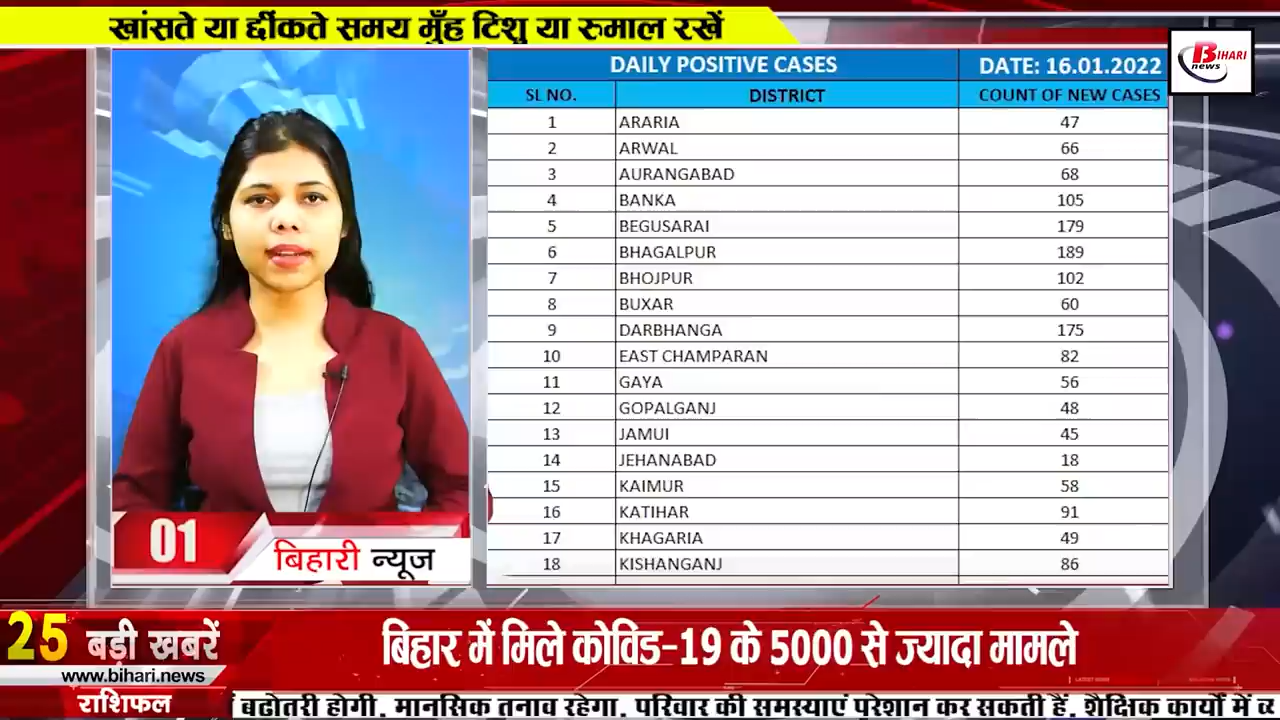 खांसते या छींकते समय मुँह टिशु या रुमाल रखें
BIHARI
news
DAILY POSITIVE CASES DATE: 16.01.2022
SL NO. DISTRICT COUNT OF NEW CASES
1 ARARIA 47
2 ARWAL 66
3 AURANGABAD 68
4 BANKA 105
5 BEGUSARAI 179
6 BHAGALPUR 189
7 BHOJPUR 102
8 BUXAR 60
9 DARBHANGA 175
10 EAST CHAMPARAN 82
11 GAYA 56
12 GOPALGANJ 48
13 JAMUI 45
14 JEHANABAD 18
15 KAIMUR 58
16 KATIHAR 91
17 KHAGARIA 49
18 KISHANGANJ 86
01
बिहारी न्यूज
25 बड़ी खबरें
बिहार में मिले कोविड-19 के 5000 से ज्यादा मामले
www.bihari.news
राशिफल
बढोतरी होगी. मानसिक तनाव रहेगा. परिवार की समस्याएं परेशान कर सकती हैं. शैक्षिक कार्यों में